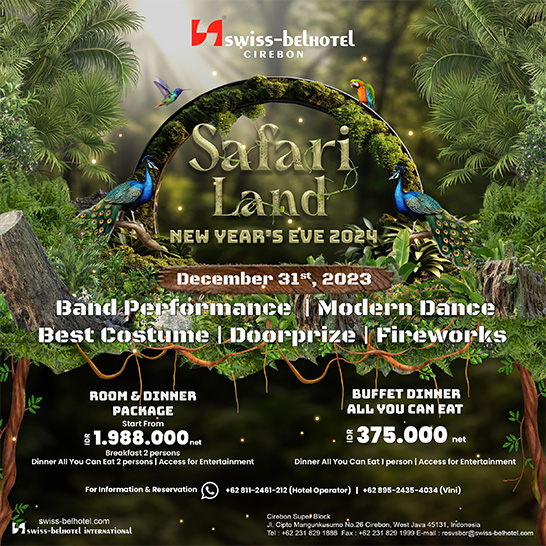 swiss-belhotel
CIREBON
Safari
Land
NEW YEAR'S EVE 2024
December 31st, 2023
Band Performance | Modern Dance
Best Costume | Doorprize | Fireworks
ROOM & DINNER
PACKAGE
Start From
IDR 1.988.000 net
Breakfast 2 persons
Dinner All You Can Eat 2 persons | Access for Entertainment
BUFFET DINNER
ALL YOU CAN EAT
IDR 375.000 net
Dinner All You Can Eat 1 person | Access for Entertainment
For Information & Reservation +62 811-2461-212 (Hotel Operator) | +62 895-2435-4034 (Vini)
swiss-belhotel.com
swiss-belhotel INTERNATIONAL
Cirebon Super Block
Jl. Cipto Mangunkusumo No.26 Cirebon, West Java 45131, Indonesia
Tel : +62 231 829 1888 Fax : +62 231 829 1999 E-mail : resvsbcr@swiss-belhotel.com